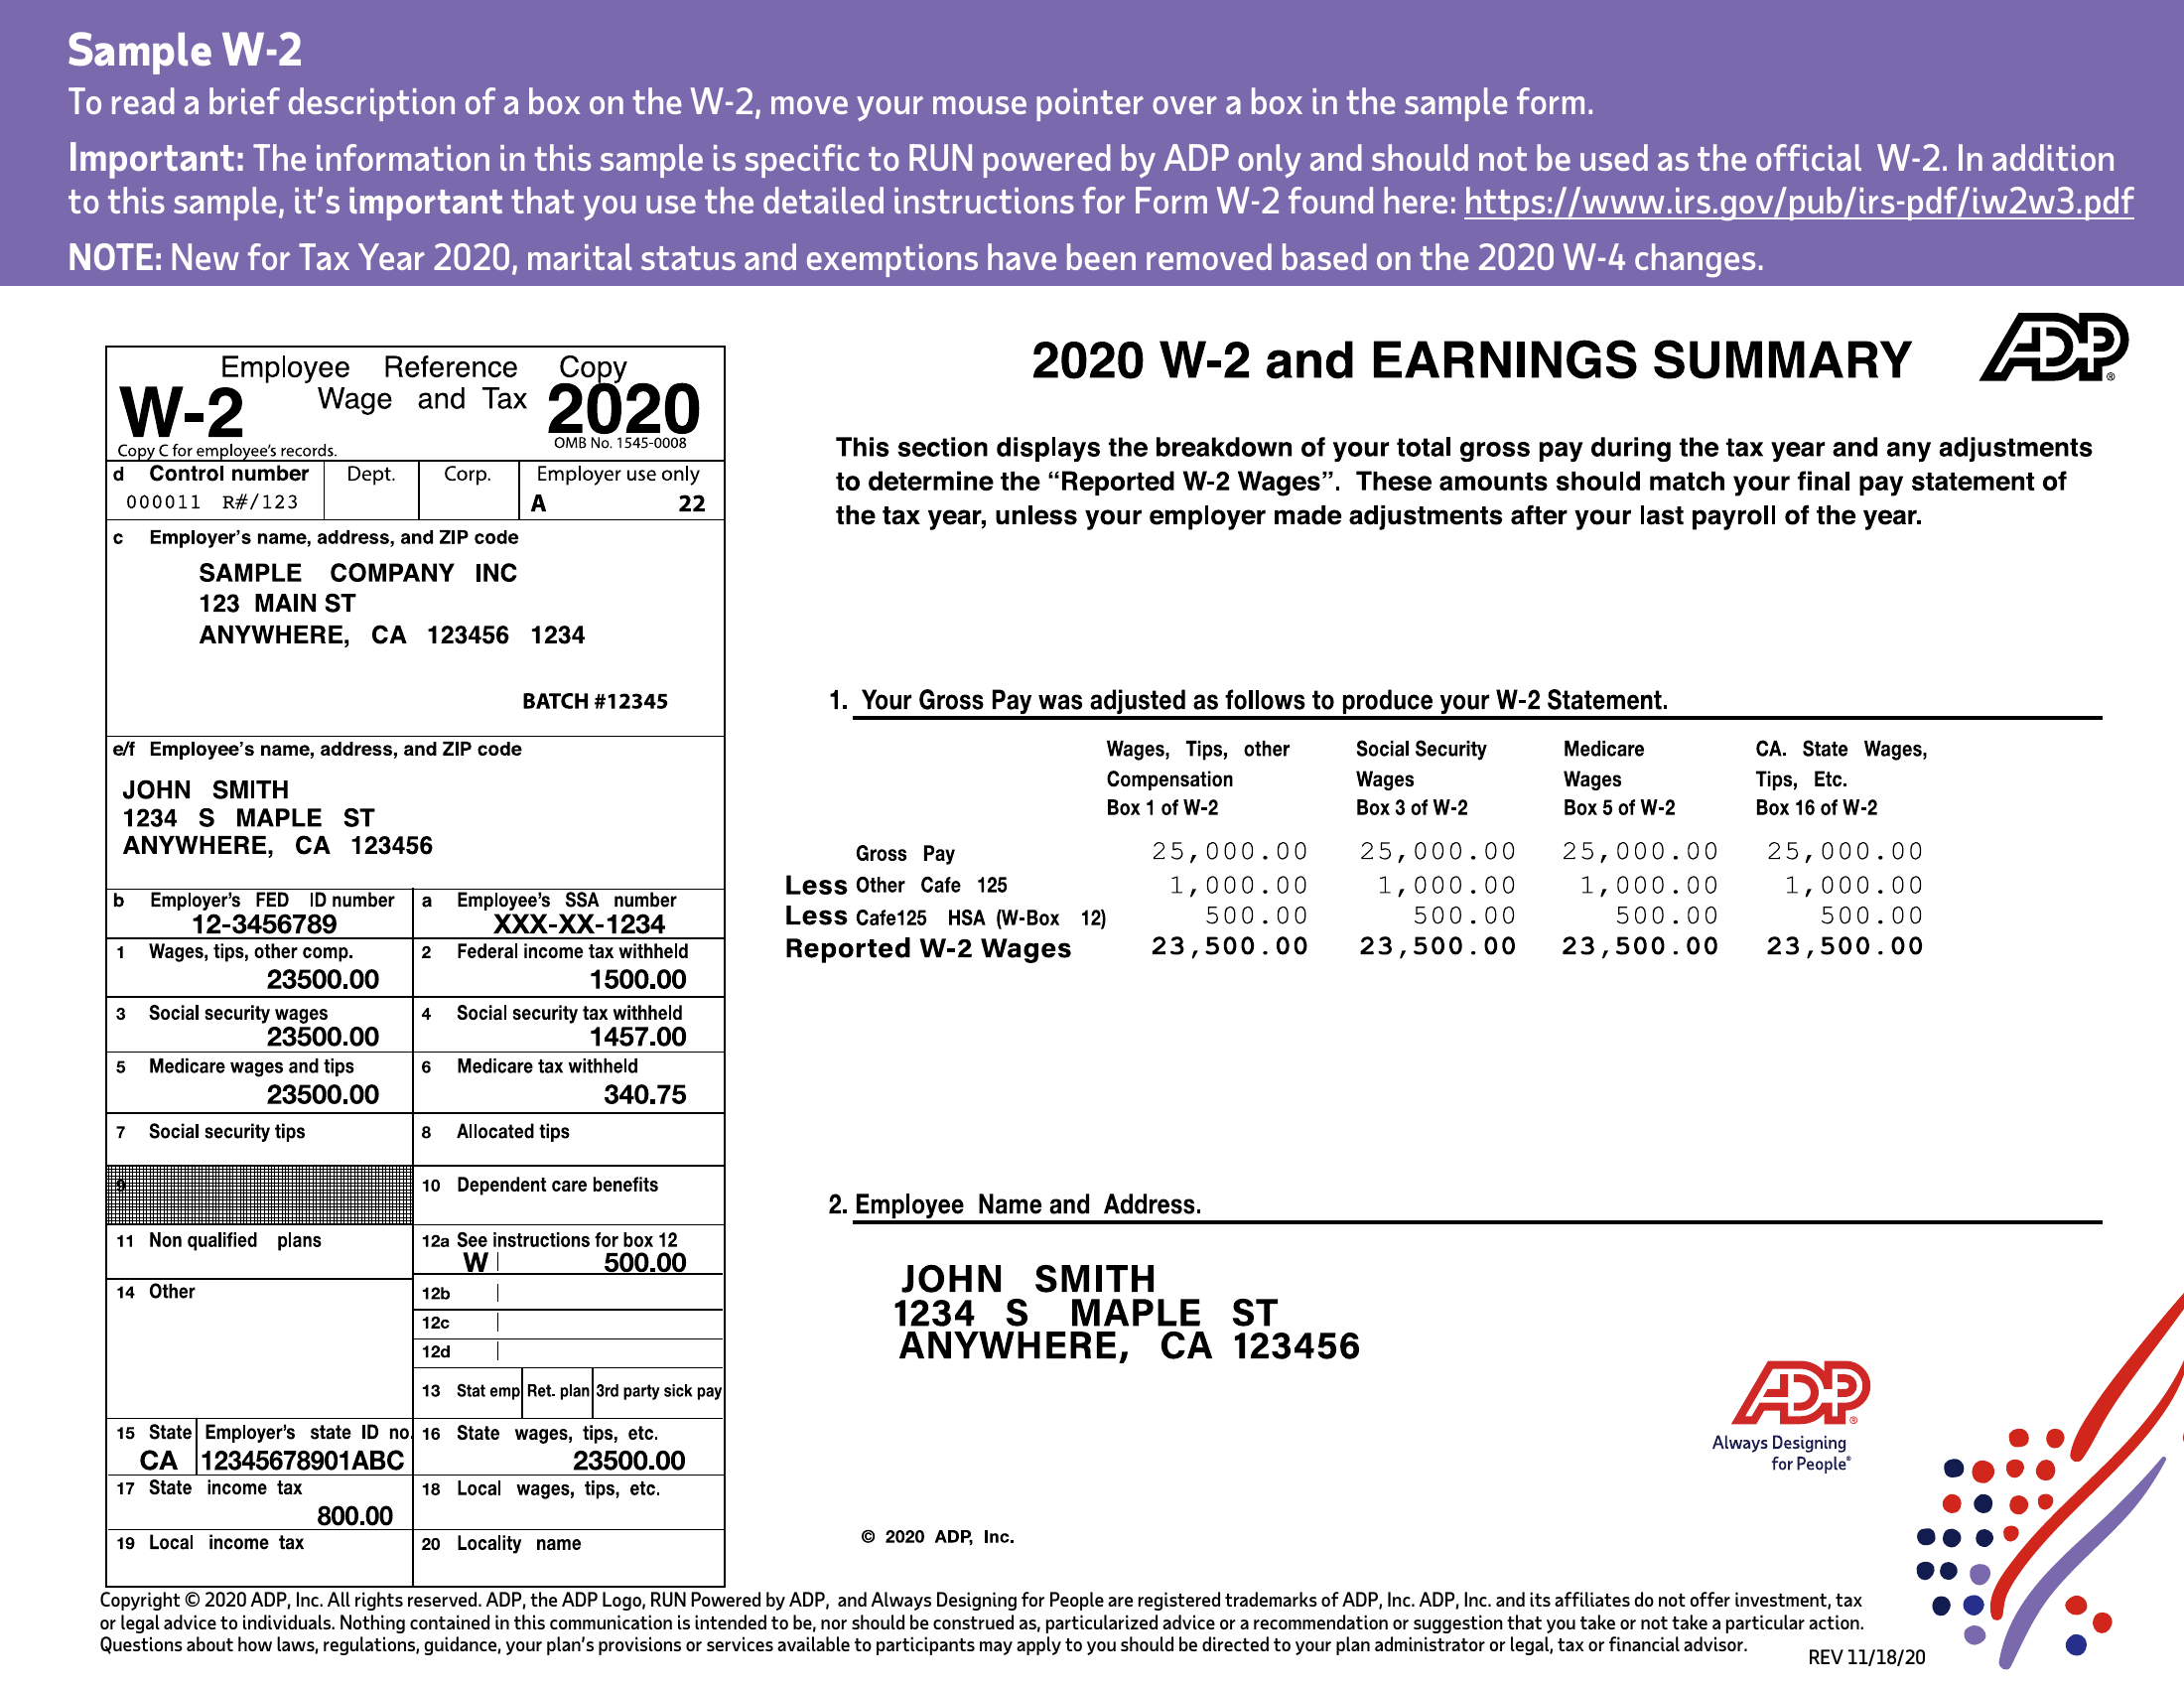 Sample W-2
To read a brief description of a box on the W-2, move your mouse pointer over a box in the sample form.
Important: The information in this sample is specific to RUN powered by ADP only and should not be used as the official W-2. In addition
to this sample, it's important that you use the detailed instructions for Form W-2 found here: https://www.irs.gov/pub/irs-pdf/iw2w3.pdf
NOTE: New for Tax Year 2020, marital status and exemptions have been removed based on the 2020 W-4 changes.
Employee Reference Copy
W-2 Wage and Tax 2020
OMB No. 1545-0008
Copy C for employee's records.
d Control number Dept. Corp. Employer use only
000011 R#/123 A 22
c Employer's name, address, and ZIP code
SAMPLE COMPANY INC
123 MAIN ST
ANYWHERE, CA 123456 1234
BATCH #12345
e/f Employee's name, address, and ZIP code
JOHN SMITH
1234 S MAPLE ST
ANYWHERE, CA 123456
b Employer's FED ID number a Employee's SSA number
12-3456789 XXX-XX-1234
1 Wages, tips, other comp. 2 Federal income tax withheld
23500.00 1500.00
3 Social security wages 4 Social security tax withheld
23500.00 1457.00
5 Medicare wages and tips 6 Medicare tax withheld
23500.00 340.75
7 Social security tips 8 Allocated tips
9 10 Dependent care benefits
11 Non qualified plans 12a See instructions for box 12
W 500.00
14 Other 12b
12c
12d
13 Stat emp Ret. plan 3rd party sick pay
15 State Employer's state ID no. 16 State wages, tips, etc.
CA 12345678901ABC 23500.00
17 State income tax 18 Local wages, tips, etc.
800.00
19 Local income tax 20 Locality name
2020 W-2 and EARNINGS SUMMARY ADP®
This section displays the breakdown of your total gross pay during the tax year and any adjustments
to determine the “Reported W-2 Wages”. These amounts should match your final pay statement of
the tax year, unless your employer made adjustments after your last payroll of the year.
1. Your Gross Pay was adjusted as follows to produce your W-2 Statement.
Wages, Tips, other Social Security Medicare CA. State Wages,
Compensation Wages Wages Tips, Etc.
Box 1 of W-2 Box 3 of W-2 Box 5 of W-2 Box 16 of W-2
Gross Pay 25,000.00 25,000.00 25,000.00 25,000.00
Less Other Cafe 125 1,000.00 1,000.00 1,000.00 1,000.00
Less Cafe125 HSA (W-Box 12) 500.00 500.00 500.00 500.00
Reported W-2 Wages 23,500.00 23,500.00 23,500.00 23,500.00
2. Employee Name and Address.
JOHN SMITH
1234 S MAPLE ST
ANYWHERE, CA 123456
ADP®
Always Designing
for People®
© 2020 ADP, Inc.
Copyright © 2020 ADP, Inc. All rights reserved. ADP, the ADP Logo, RUN Powered by ADP, and Always Designing for People are registered trademarks of ADP, Inc. ADP, Inc. and its affiliates do not offer investment, tax
or legal advice to individuals. Nothing contained in this communication is intended to be, nor should be construed as, particularized advice or a recommendation or suggestion that you take or not take a particular action.
Questions about how laws, regulations, guidance, your plan's provisions or services available to participants may apply to you should be directed to your plan administrator or legal, tax or financial advisor.
REV 11/18/20